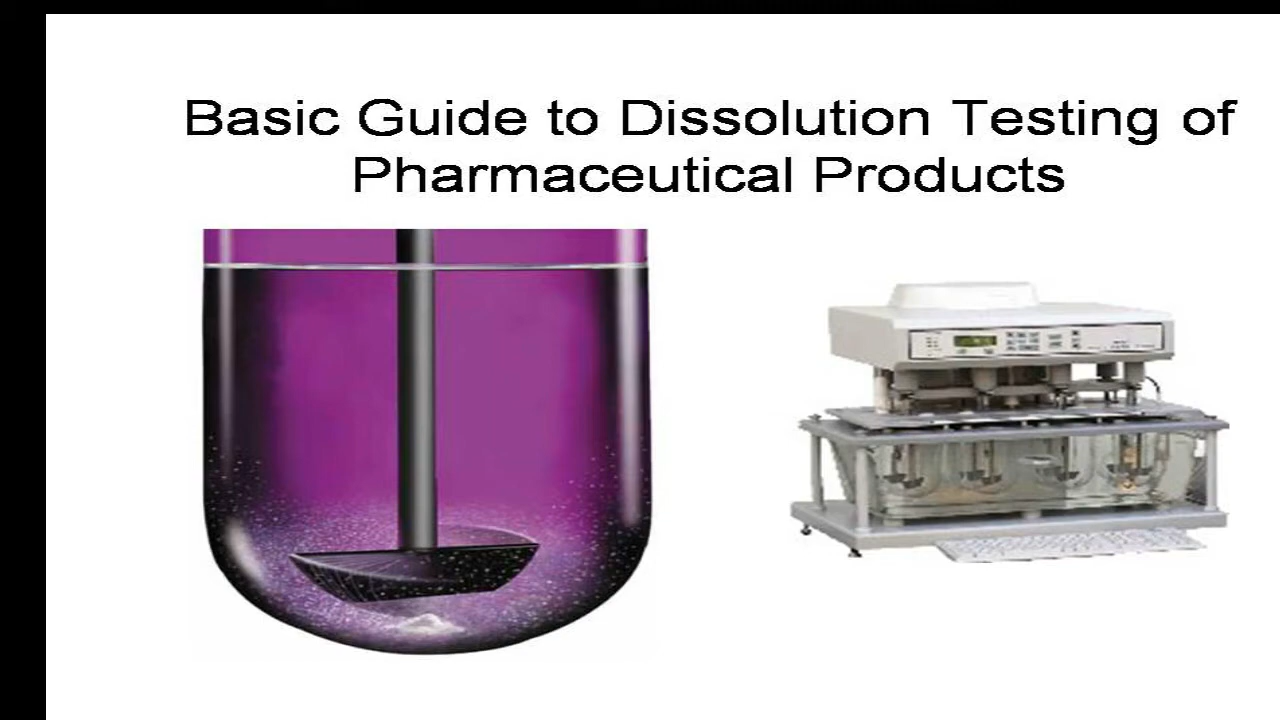 Basic Guide to Dissolution Testing of
Pharmaceutical Products